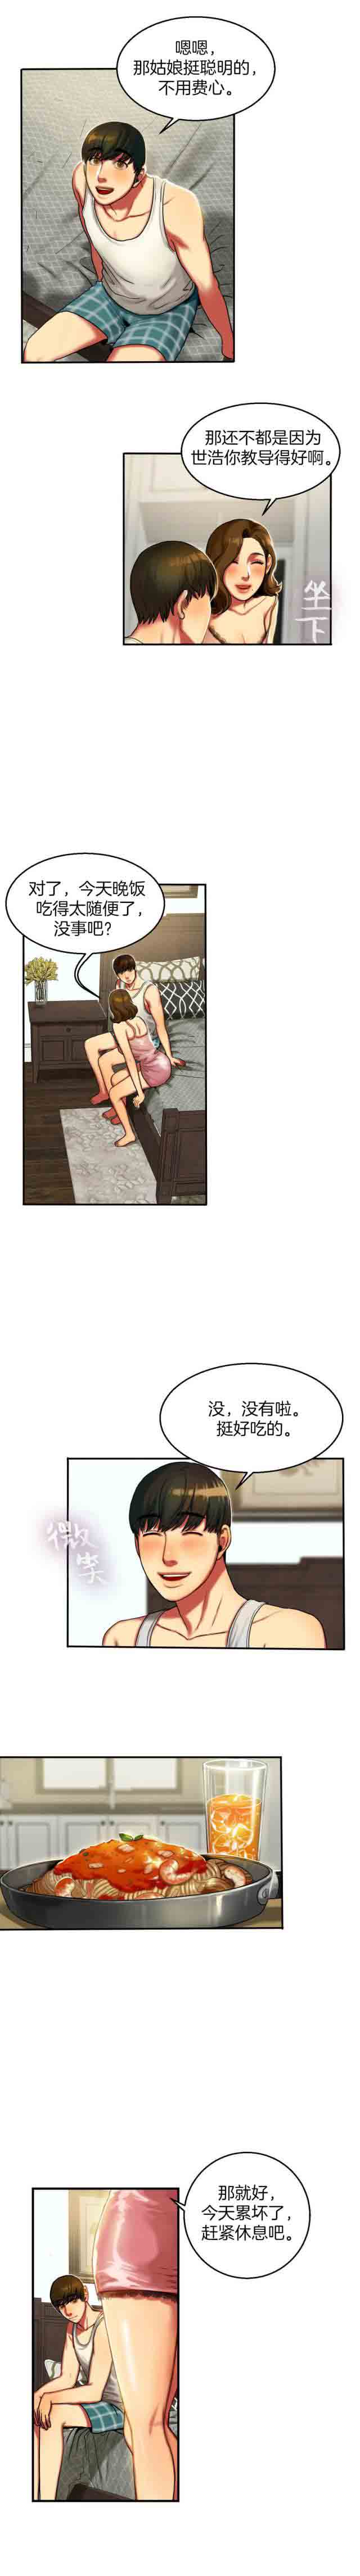 嗯嗯，
那姑娘挺聪明的，
不用费心。
那还不都是因为
世浩你教导得好啊。
坐
下
对了，今天晚饭
吃得太随便了，
没事吧？
没，没有啦。
挺好吃的。
微
笑
那就好，
今天累坏了，
赶紧休息吧。